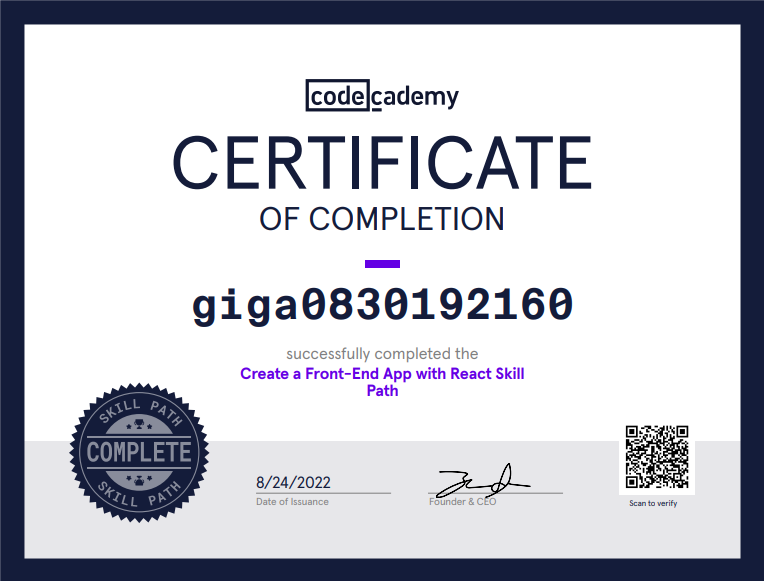 codecademy
CERTIFICATE
OF COMPLETION
giga0830192160
successfully completed the
Create a Front-End App with React Skill
Path
SKILL PATH
COMPLETE
SKILL PATH
8/24/2022
Date of Issuance
Founder & CEO
Scan to verify